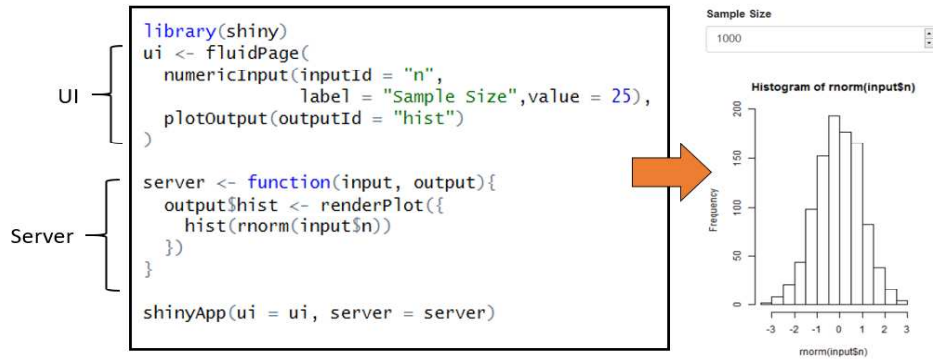 UI
library(shiny)
ui <- fluidPage(
  numericInput(inputId = "n",
               label = "Sample Size",value = 25),
  plotOutput(outputId = "hist")
)
Server
server <- function(input, output){
  output$hist <- renderPlot({
    hist(rnorm(input$n))
  })
}
shinyApp(ui = ui, server = server)
Sample Size
1000
Histogram of rnorm(input$n)
Frequency
200
150
100
50
0
-3 -2 -1 0 1 2 3
rnorm(input$n)